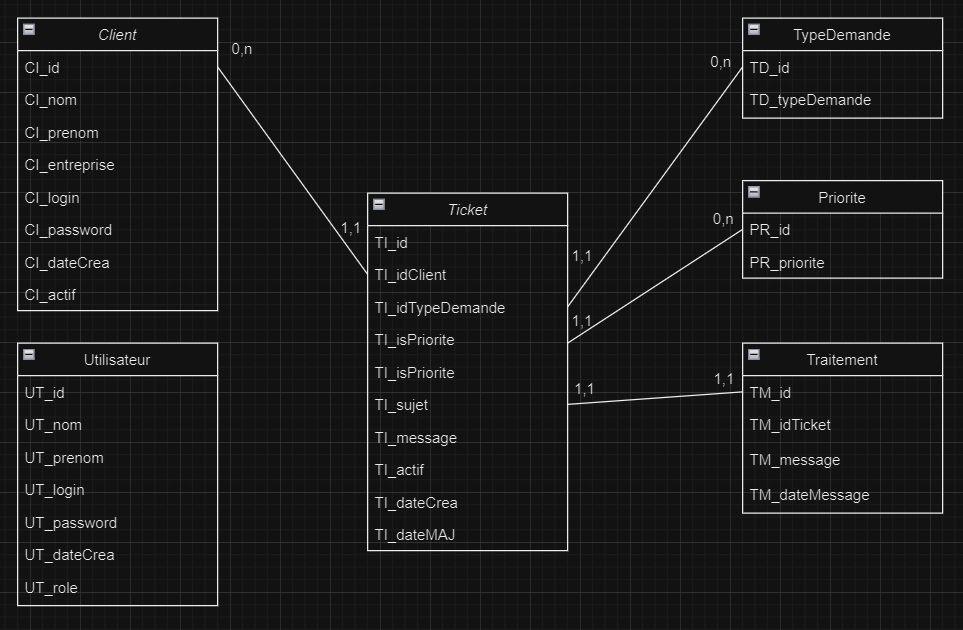 Client
CI_id
CI_nom
CI_prenom
CI_entreprise
CI_login
CI_password
CI_dateCrea
CI_actif
0,n
1,1
Utilisateur
UT_id
UT_nom
UT_prenom
UT_login
UT_password
UT_dateCrea
UT_role
Ticket
TI_id
TI_idClient
TI_idTypeDemande
TI_isPriorite
TI_isPriorite
TI_sujet
TI_message
TI_actif
TI_dateCrea
TI_dateMAJ
1,1
1,1
1,1
0,n
TypeDemande
TD_id
TD_typeDemande
0,n
Priorite
PR_id
PR_priorite
1,1
Traitement
TM_id
TM_idTicket
TM_message
TM_dateMessage